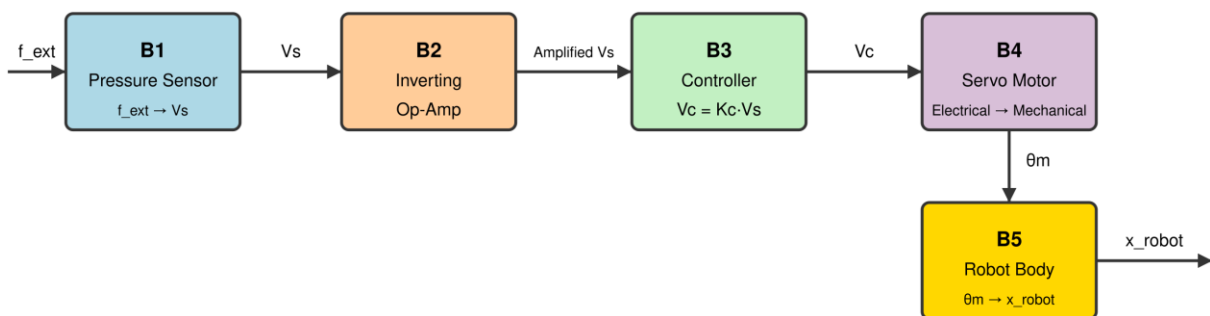 f_ext
B1
Pressure Sensor
f_ext → Vs
Vs
B2
Inverting
Op-Amp
Amplified Vs
B3
Controller
Vc = Kc·Vs
Vc
B4
Servo Motor
Electrical → Mechanical
θm
B5
Robot Body
θm → x_robot
x_robot